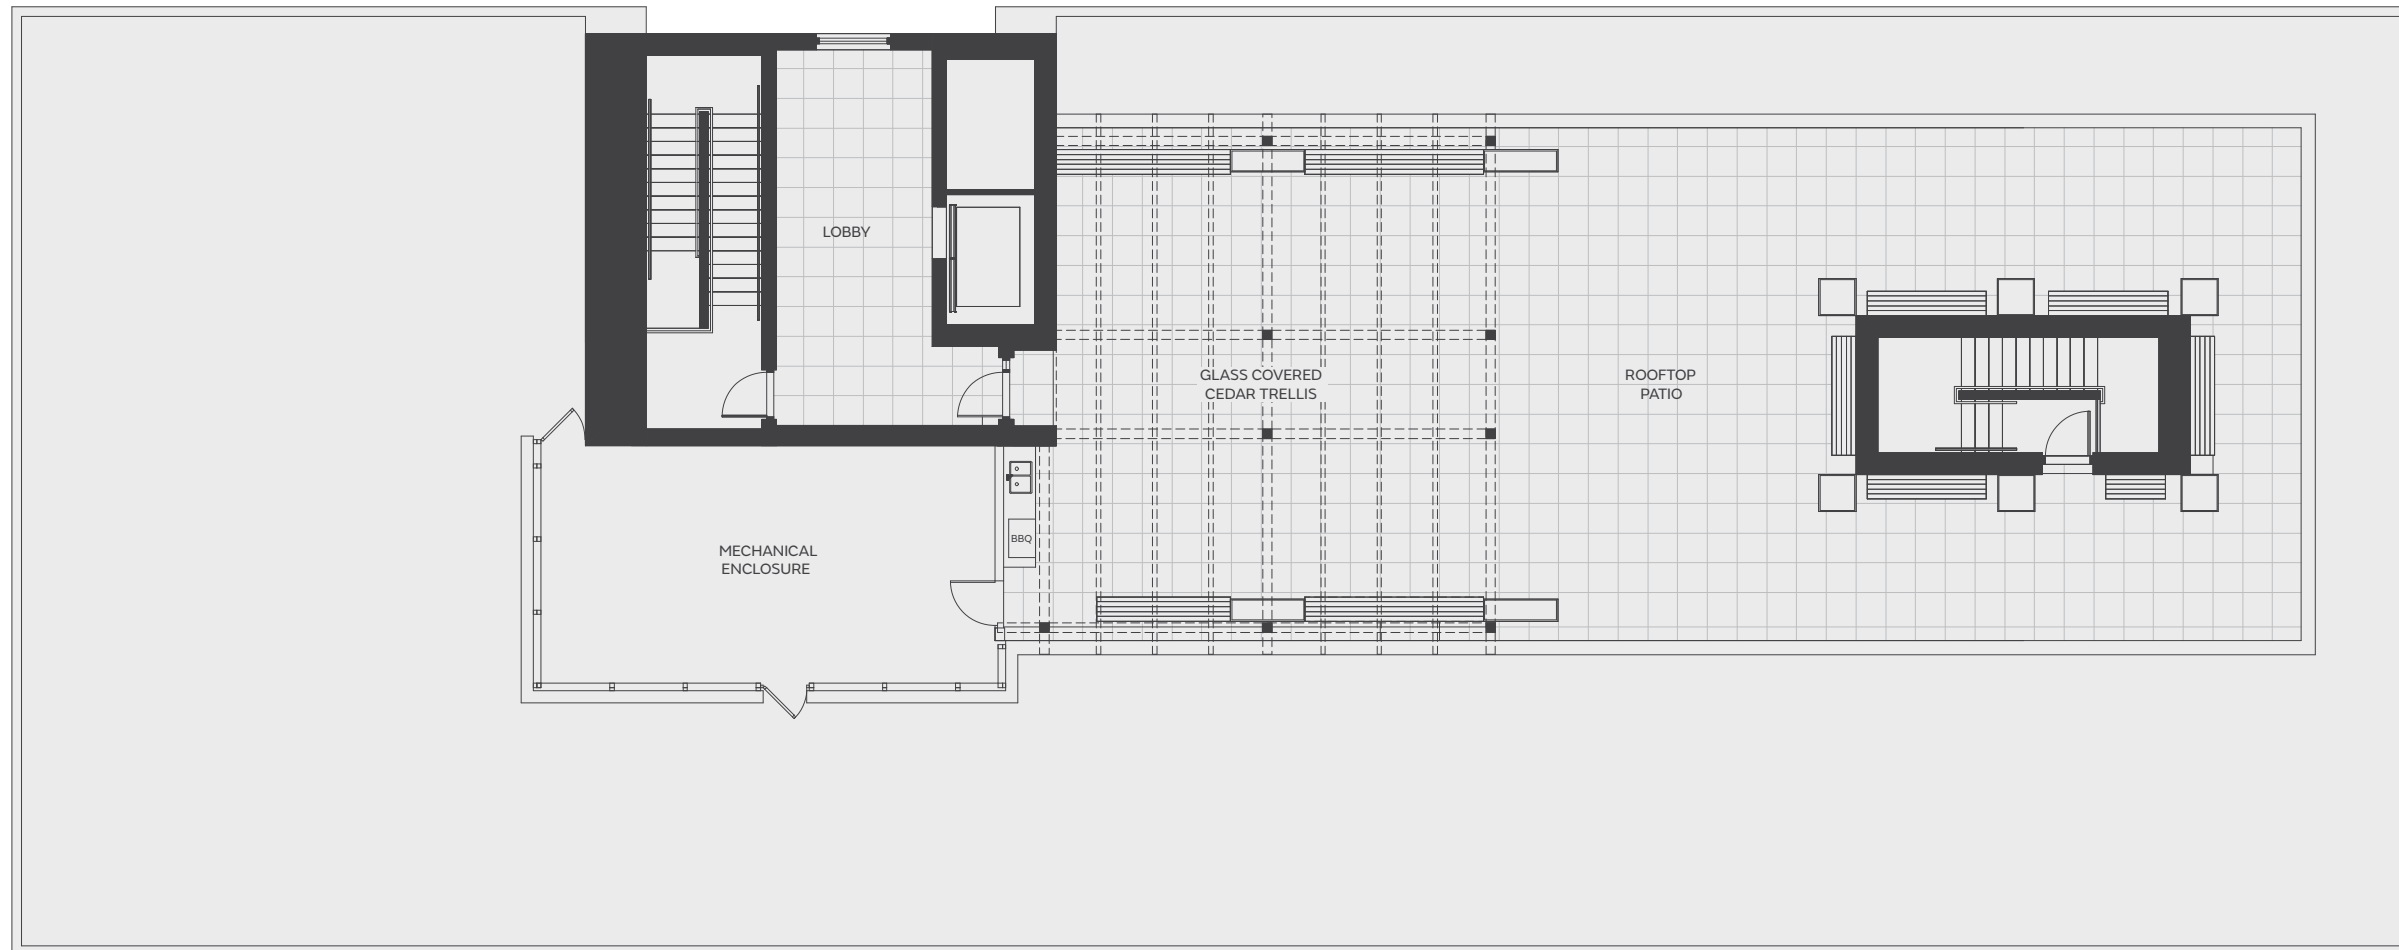 LOBBY
GLASS COVERED
CEDAR TRELLIS
ROOFTOP
PATIO
MECHANICAL
ENCLOSURE
BBQ